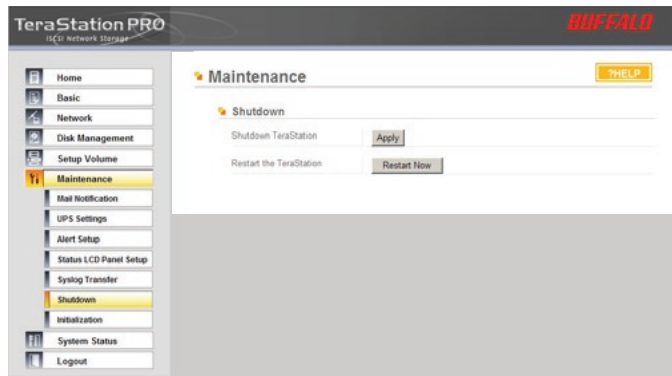 TeraStation PRO
iSCSI Network Storage
BUFFALO
Home
Basic
Network
Disk Management
Setup Volume
Maintenance
Mail Notification
UPS Settings
Alert Setup
Status LCD Panel Setup
Syslog Transfer
Shutdown
Initialization
System Status
Logout
Maintenance
?HELP
Shutdown
Shutdown TeraStation
Apply
Restart the TeraStation
Restart Now